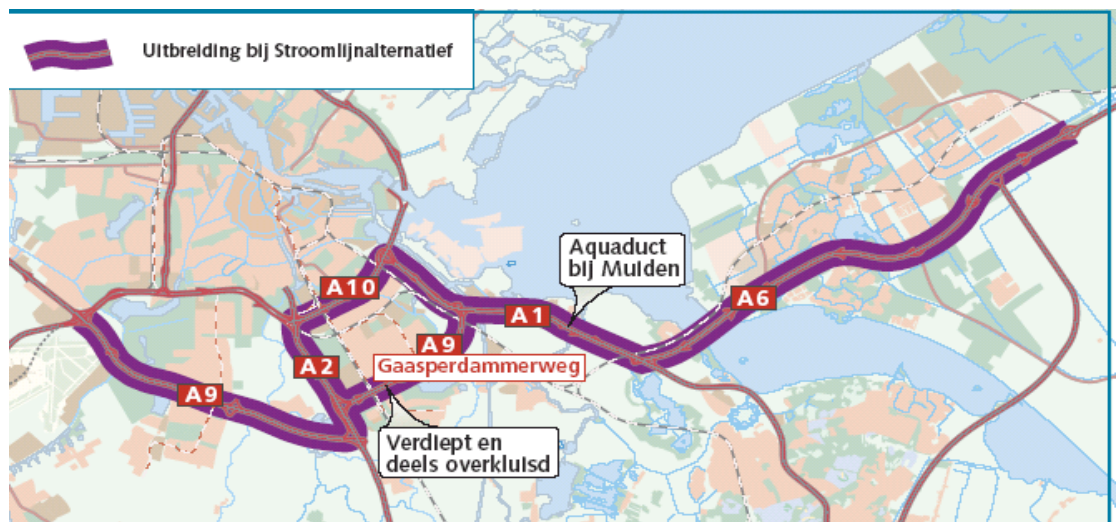 Uitbreiding bij Stroomlijnalternatief
Aquaduct
bij Muiden
A10
A6
A1
A9
Gaasperdammerweg
A2
A9
Verdiept en
deels overkluisd